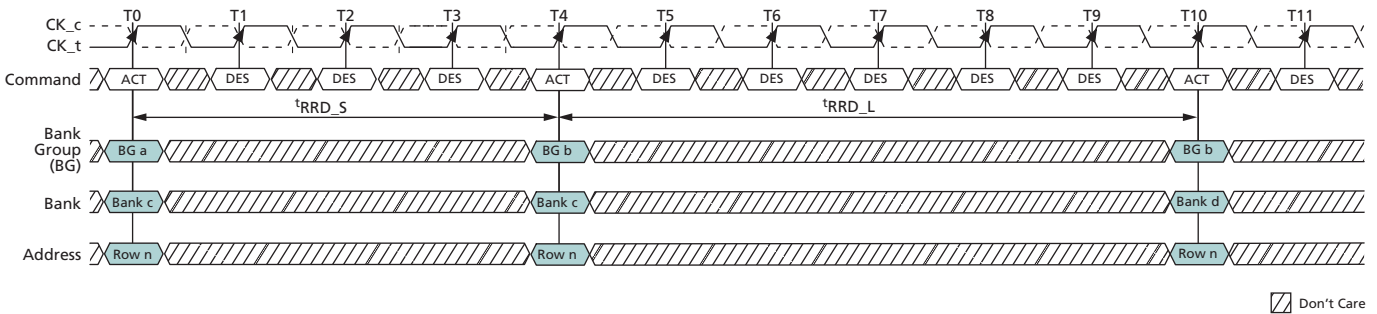 T0 T1 T2 T3 T4 T5 T6 T7 T8 T9 T10 T11
CK_c
CK_t
Command ACT DES DES DES ACT DES DES DES DES DES ACT DES
tRRD_S tRRD_L
Bank
Group
(BG)
BG a BG b BG b
Bank Bank c Bank c Bank d
Address Row n Row n Row n
Don't Care